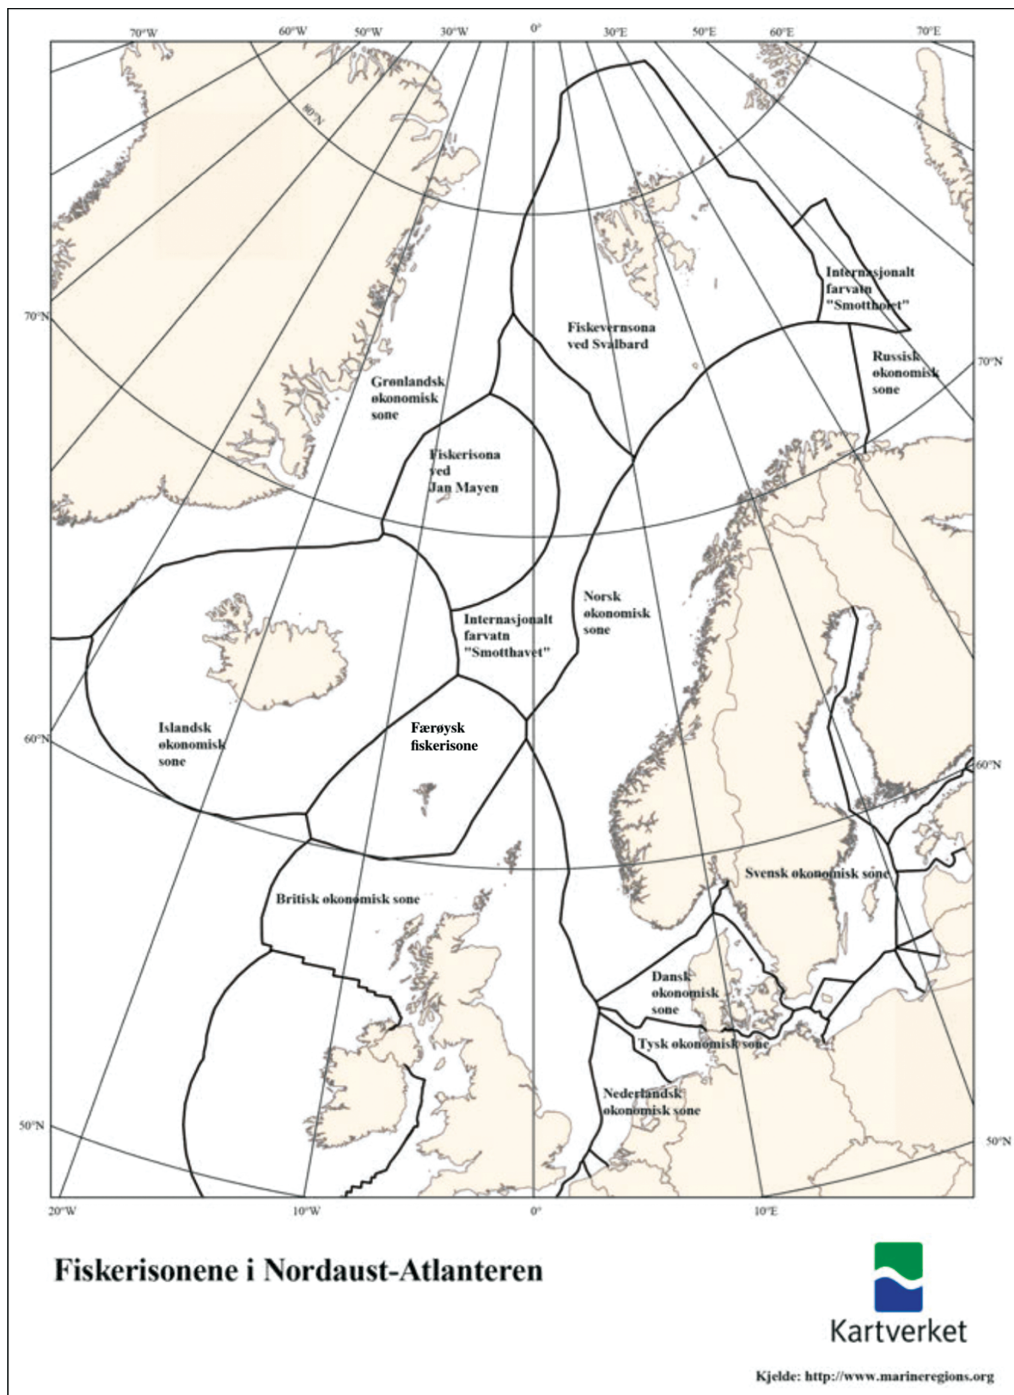 70°W
60°W
50°W
30°W
0°
30°E
50°E
60°E
70°E
80°N
70°N
70°N
Internasjonalt
farvatn
"Smottholet"
Fiskevernsona
ved Svalbard
Russisk
økonomisk
sone
Grønlandsk
økonomisk
sone
Fiskerisona
ved
Jan Mayen
Norsk
økonomisk
sone
Internasjonalt
farvatn
"Smotthavet"
Islandsk
økonomisk
sone
Færøysk
fiskerisone
60°N
60°N
Svensk økonomisk sone
Britisk økonomisk sone
Dansk
økonomisk
sone
Tysk økonomisk sone
Nederlandsk
økonomisk sone
50°N
50°N
20°W
10°W
0°
10°E
Fiskerisonene i Nordaust-Atlanteren
Kartverket
Kjelde: http://www.marineregions.org